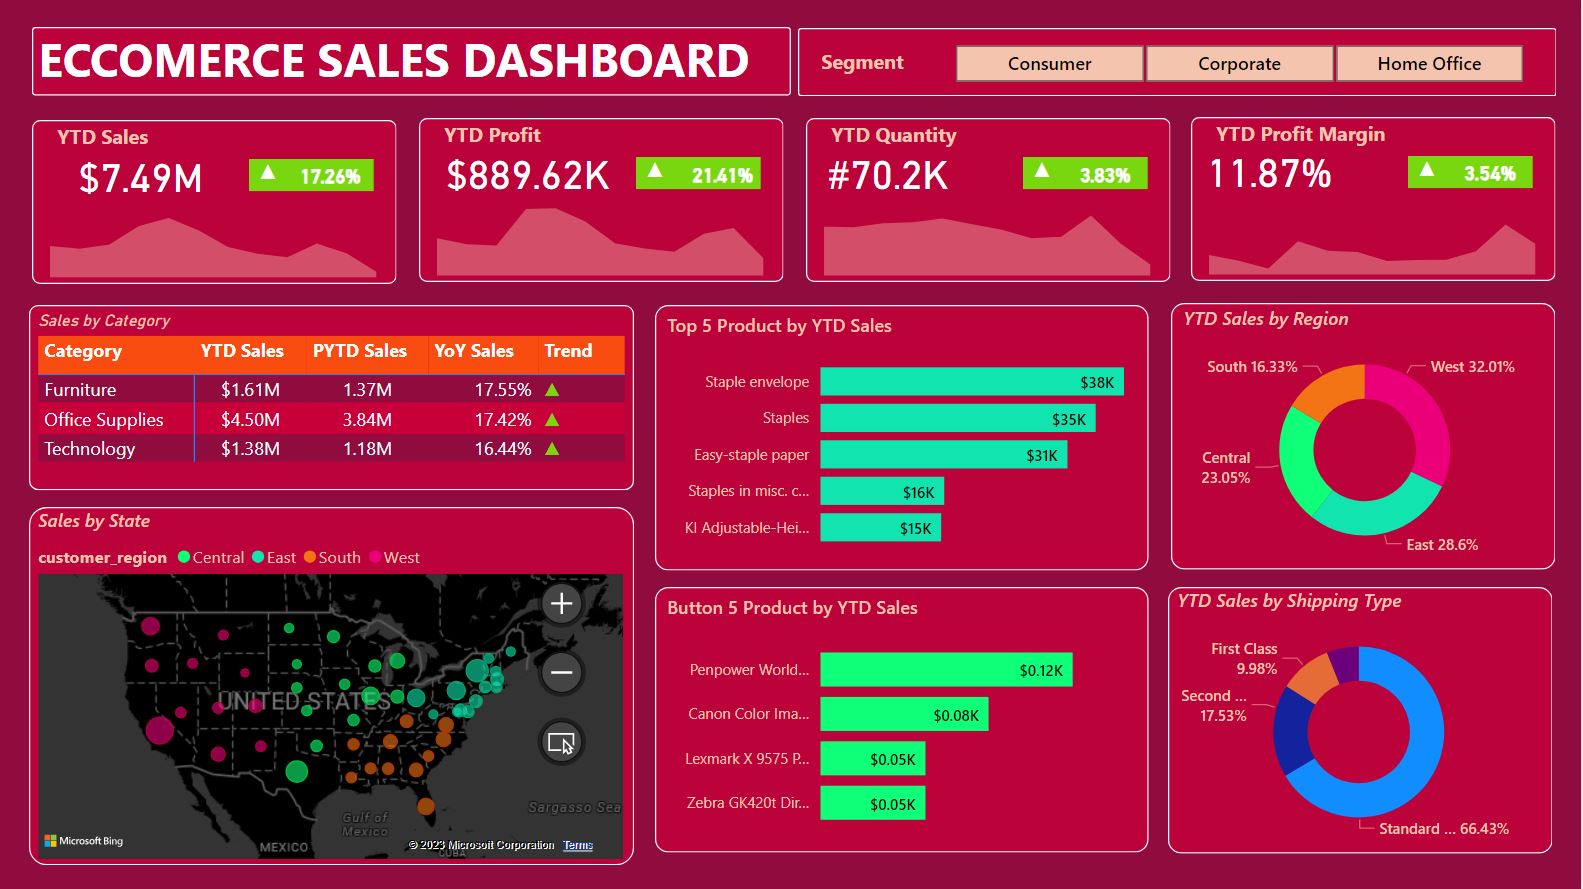 ECCOMERCE SALES DASHBOARD
Segment
Consumer
Corporate
Home Office
YTD Sales
$7.49M
17.26%
YTD Profit
$889.62K
21.41%
YTD Quantity
#70.2K
3.83%
YTD Profit Margin
11.87%
3.54%
Sales by Category
Category YTD Sales PYTD Sales YoY Sales Trend
Furniture $1.61M 1.37M 17.55%
Office Supplies $4.50M 3.84M 17.42%
Technology $1.38M 1.18M 16.44%
Sales by State
customer_region Central East South West
UNITED STATES
Gulf of
Mexico
Sargasso Sea
MEXICO
CUBA
Microsoft Bing
© 2023 Microsoft Corporation Terms
Top 5 Product by YTD Sales
Staple envelope $38K
Staples $35K
Easy-staple paper $31K
Staples in misc. c... $16K
KI Adjustable-Hei... $15K
Button 5 Product by YTD Sales
Penpower World... $0.12K
Canon Color Ima... $0.08K
Lexmark X 9575 P... $0.05K
Zebra GK420t Dir... $0.05K
YTD Sales by Region
South 16.33%
West 32.01%
Central
23.05%
East 28.6%
YTD Sales by Shipping Type
First Class
9.98%
Second ...
17.53%
Standard ... 66.43%